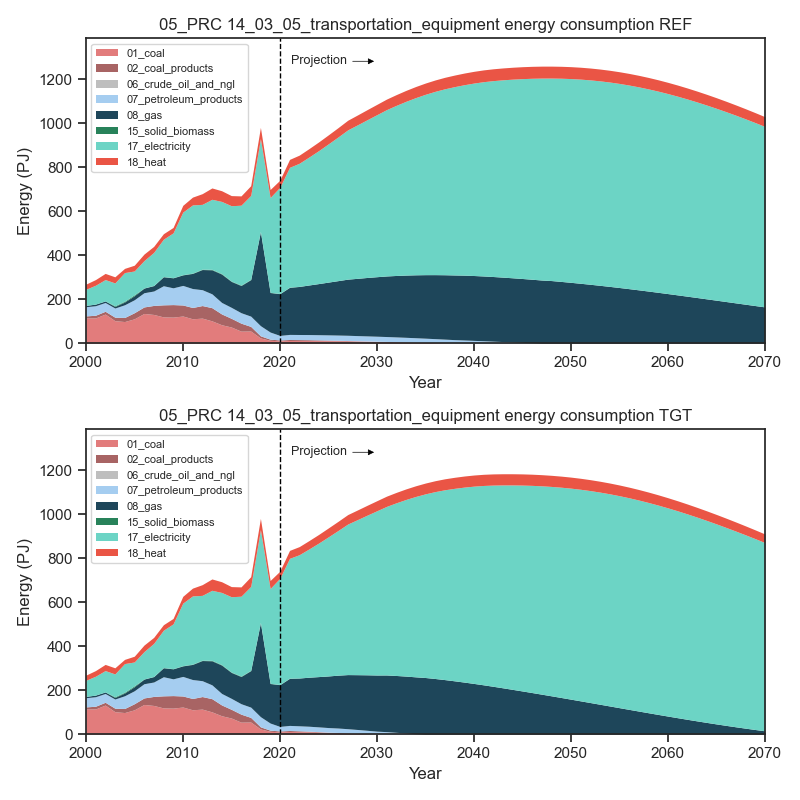 05_PRC 14_03_05_transportation_equipment energy consumption REF
Energy (PJ)
1200
1000
800
600
400
200
0
01_coal
02_coal_products
06_crude_oil_and_ngl
07_petroleum_products
08_gas
15_solid_biomass
17_electricity
18_heat
Projection
2000 2010 2020 2030 2040 2050 2060 2070
Year
05_PRC 14_03_05_transportation_equipment energy consumption TGT
Energy (PJ)
1200
1000
800
600
400
200
0
01_coal
02_coal_products
06_crude_oil_and_ngl
07_petroleum_products
08_gas
15_solid_biomass
17_electricity
18_heat
Projection
2000 2010 2020 2030 2040 2050 2060 2070
Year